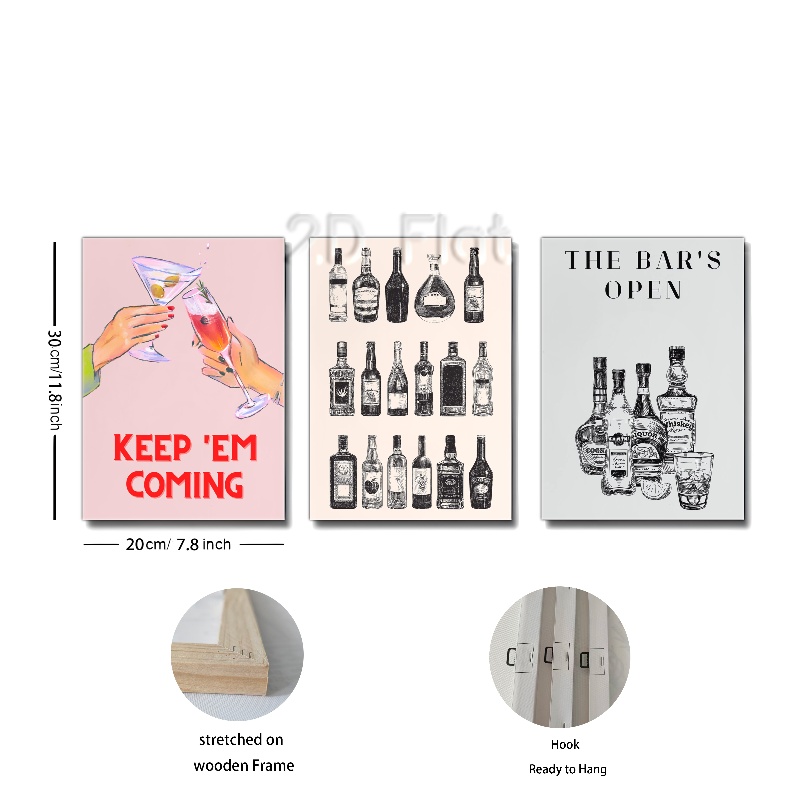 2D Flat
KEEP 'EM
COMING
THE BAR'S
OPEN
Whiskey
30cm/11.8inch
20cm/ 7.8 inch
stretched on
wooden Frame
Hook
Ready to Hang